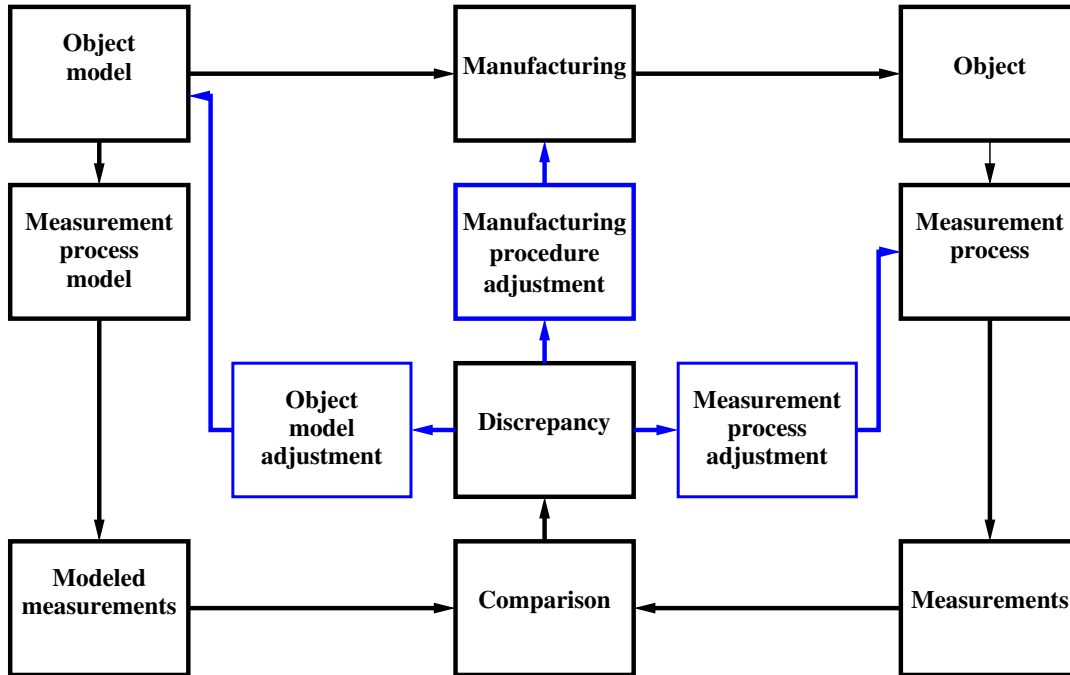 Object
model
Manufacturing
Object
Measurement
process
model
Manufacturing
procedure
adjustment
Measurement
process
Object
model
adjustment
Discrepancy
Measurement
process
adjustment
Modeled
measurements
Comparison
Measurements